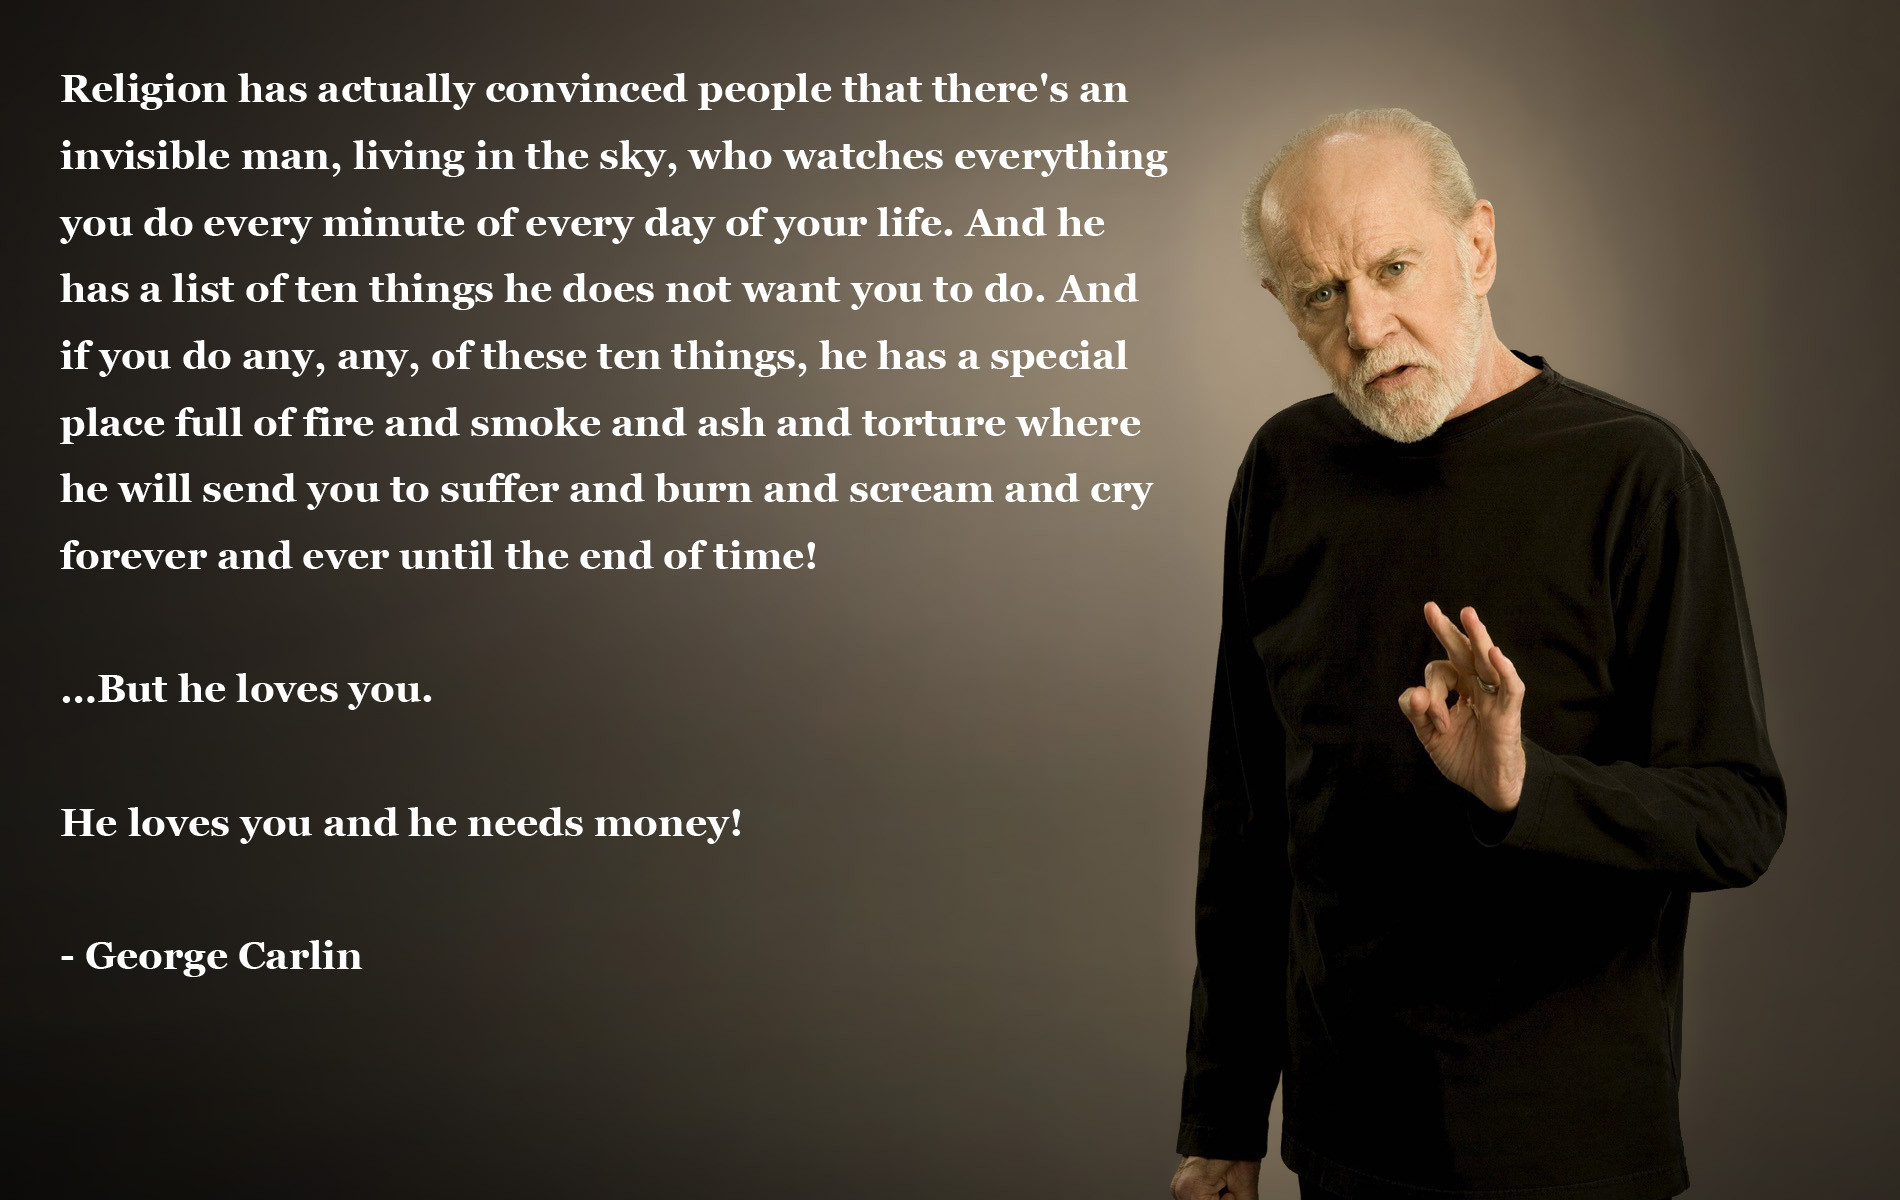 Religion has actually convinced people that there's an
invisible man, living in the sky, who watches everything
you do every minute of every day of your life. And he
has a list of ten things he does not want you to do. And
if you do any, any, of these ten things, he has a special
place full of fire and smoke and ash and torture where
he will send you to suffer and burn and scream and cry
forever and ever until the end of time!
...But he loves you.
He loves you and he needs money!
- George Carlin